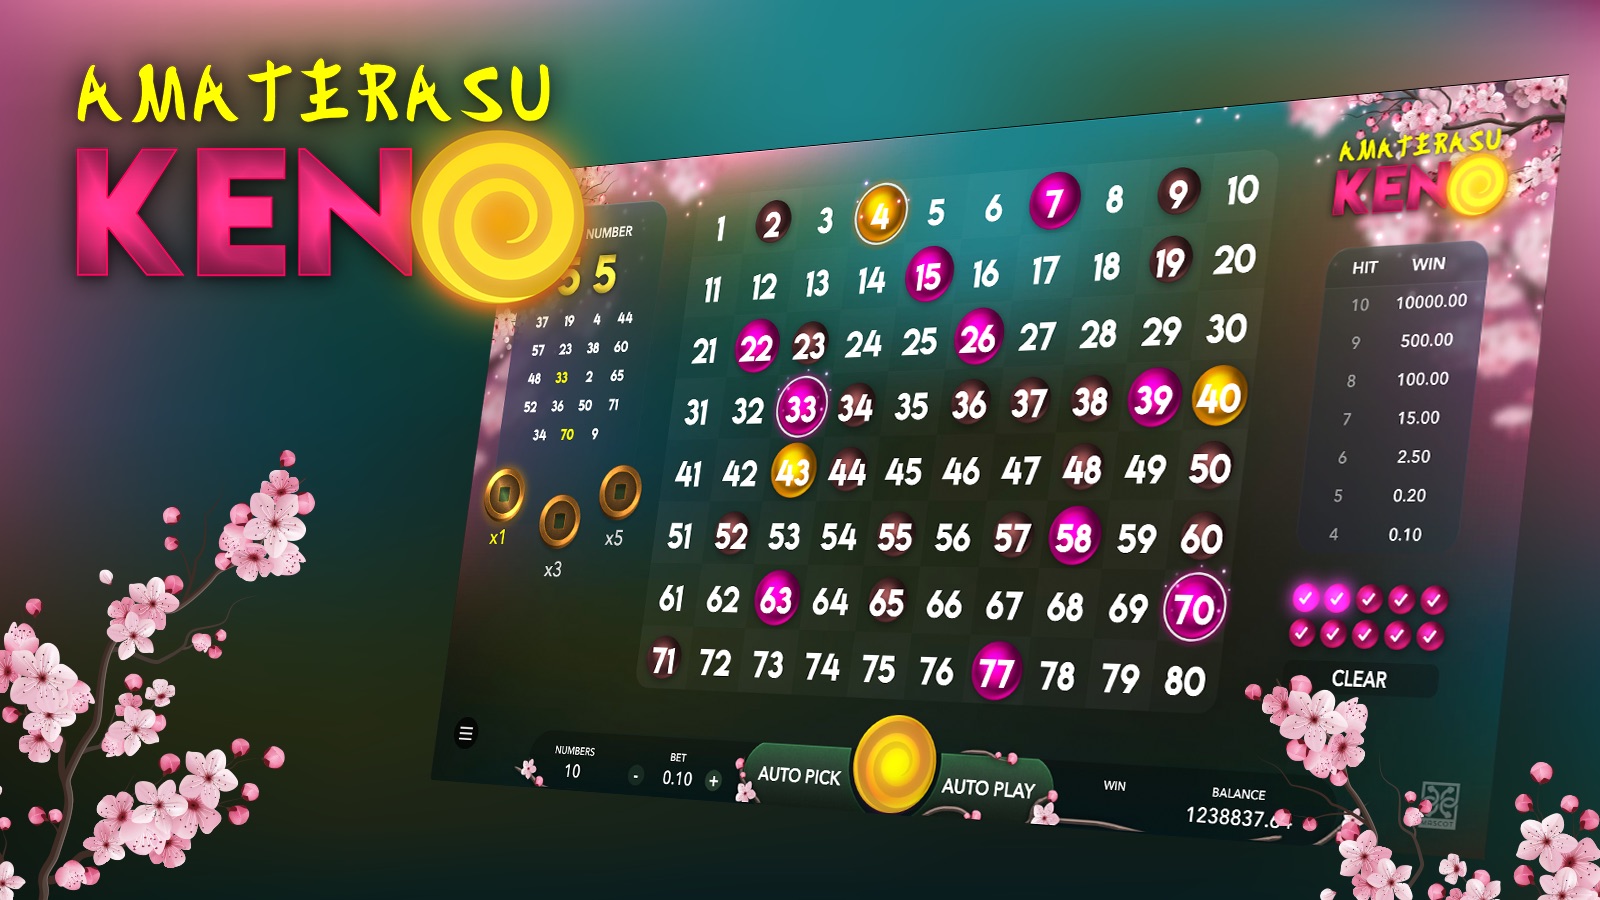 AMATERASU
KENO
NUMBER
55
37 19 4 44
57 23 38 60
48 33 2 65
52 36 50 71
34 70 9
x1
x3
x5
1 2 3 4 5 6 7 8 9 10
11 12 13 14 15 16 17 18 19 20
21 22 23 24 25 26 27 28 29 30
31 32 33 34 35 36 37 38 39 40
41 42 43 44 45 46 47 48 49 50
51 52 53 54 55 56 57 58 59 60
61 62 63 64 65 66 67 68 69 70
71 72 73 74 75 76 77 78 79 80
AMATERASU
KENO
HIT WIN
10 10000.00
9 500.00
8 100.00
7 15.00
6 2.50
5 0.20
4 0.10
CLEAR
NUMBERS
10
BET
- 0.10 +
AUTO PICK
AUTO PLAY
WIN
BALANCE
1238837.64
MASCOT